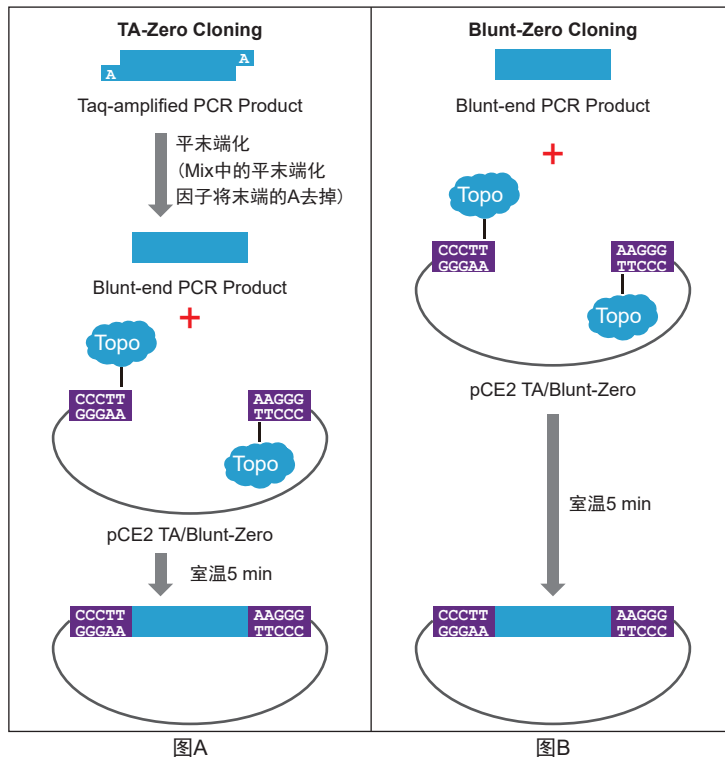 TA-Zero Cloning
A
A
Taq-amplified PCR Product
平末端化
(Mix中的平末端化
因子将末端的A去掉)
Blunt-end PCR Product
+
Topo
CCCTT
GGGAA
AAGGG
TTCCC
Topo
pCE2 TA/Blunt-Zero
室温5 min
CCCTT
GGGAA
AAGGG
TTCCC
图A
Blunt-Zero Cloning
Blunt-end PCR Product
+
Topo
CCCTT
GGGAA
AAGGG
TTCCC
Topo
pCE2 TA/Blunt-Zero
室温5 min
CCCTT
GGGAA
AAGGG
TTCCC
图B